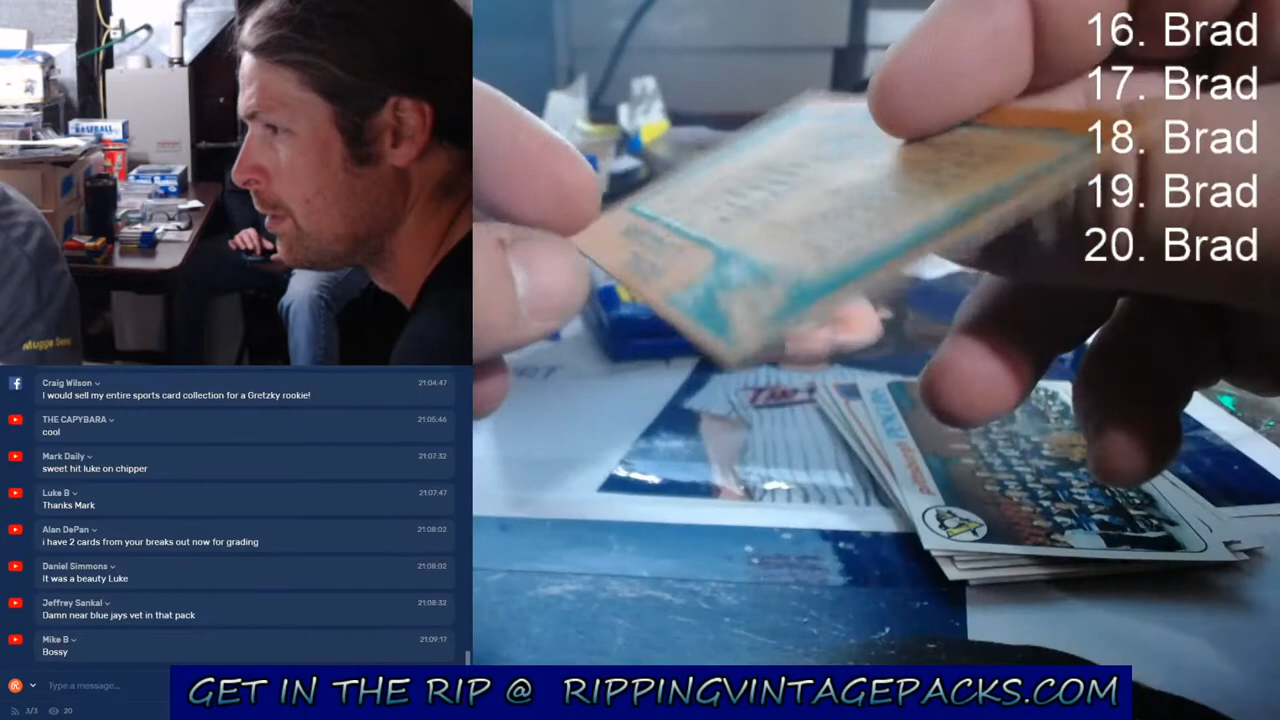 16. Brad
17. Brad
18. Brad
19. Brad
20. Brad
BASEBALL
Craig Wilson
21:04:47
I would sell my entire sports card collection for a Gretzky rookie!
THE CAPYBARA
21:05:46
cool
Mark Daily
21:07:32
sweet hit luke on chipper
Luke B
21:07:47
Thanks Mark
Alan DePan
21:08:02
i have 2 cards from your breaks out now for grading
Daniel Simmons
21:08:02
It was a beauty Luke
Jeffrey Sankal
21:08:32
Damn near blue jays vet in that pack
Mike B
21:09:17
Bossy
Type a message...
3/3
20
GET IN THE RIP @ RIPPINGVINTAGEPACKS.COM